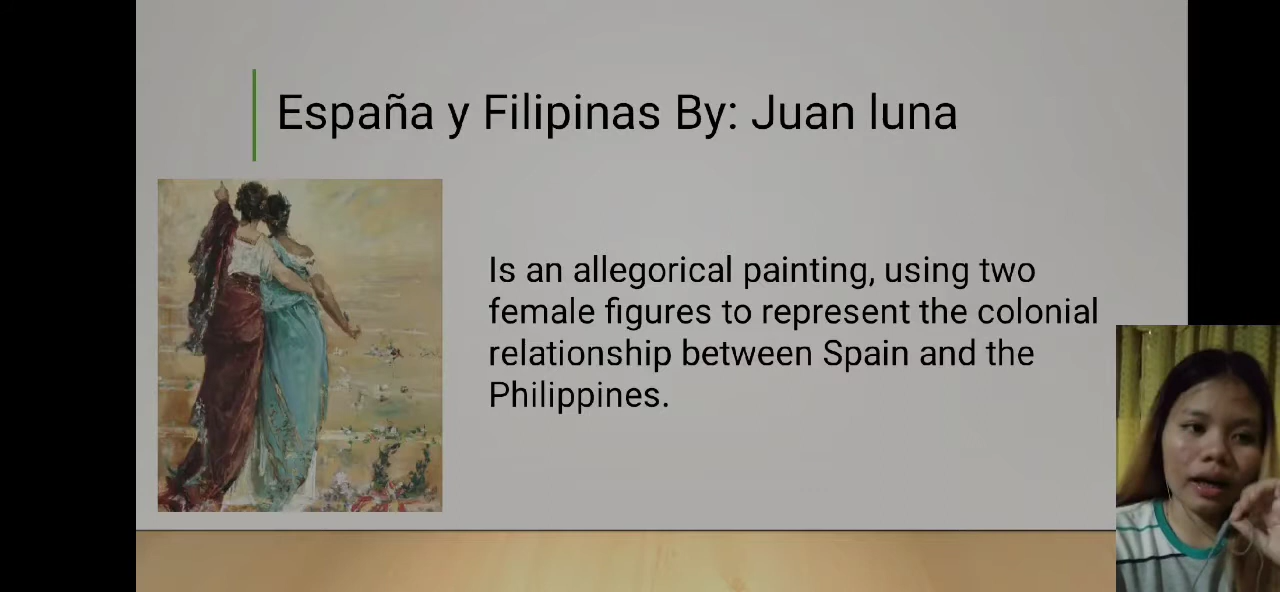 España y Filipinas By: Juan luna
Is an allegorical painting, using two
female figures to represent the colonial
relationship between Spain and the
Philippines.